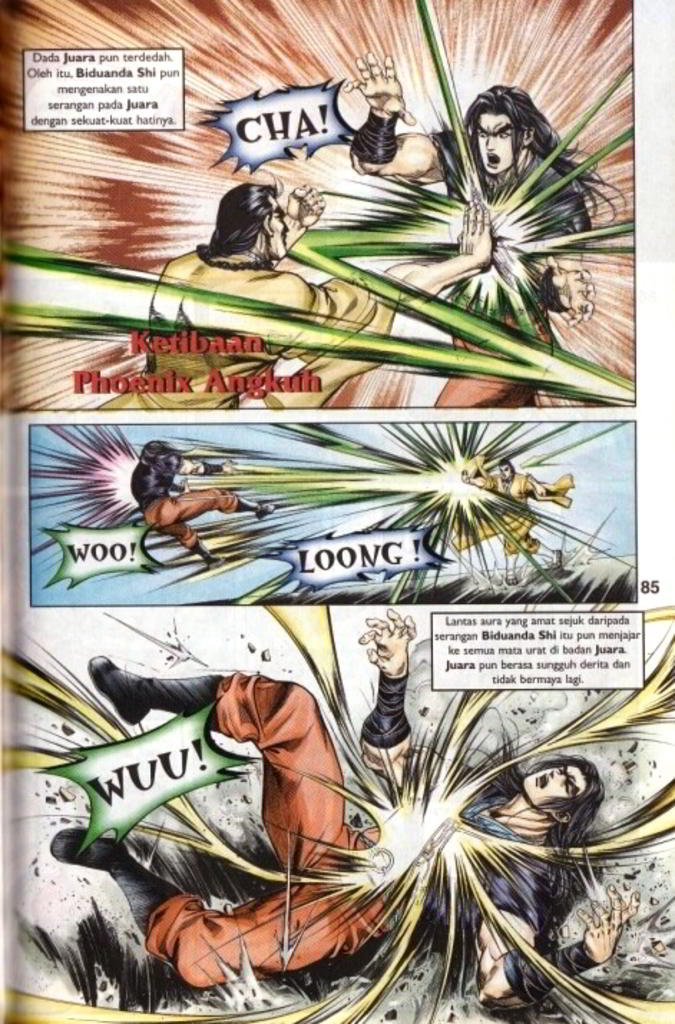 Dada Juara pun terdedah.
Oleh itu, Biduanda Shi pun
mengenakan satu
serangan pada Juara
dengan sekuat-kuat hatinya.
CHA!
Ketibaan
Phoenix Angkuh
WOO!
LOONG!
85
Lantas aura yang amat sejuk daripada
serangan Biduanda Shi itu pun menjajar
ke semua mata urat di badan Juara.
Juara pun berasa sungguh derita dan
tidak bermaya lagi.
WUU!